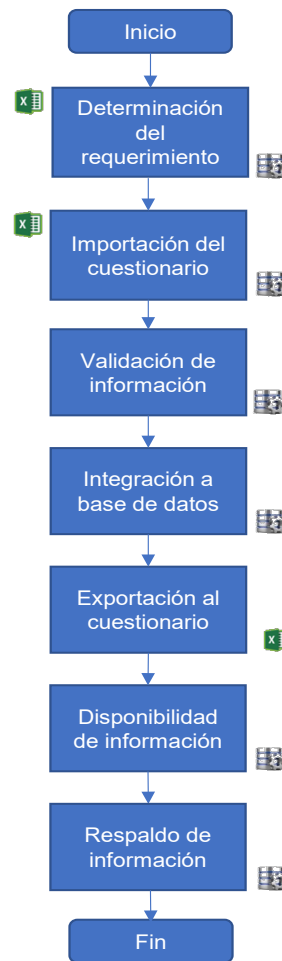 Inicio
Determinación
del
requerimiento
Importación del
cuestionario
Validación de
información
Integración a
base de datos
Exportación al
cuestionario
Disponibilidad
de información
Respaldo de
información
Fin